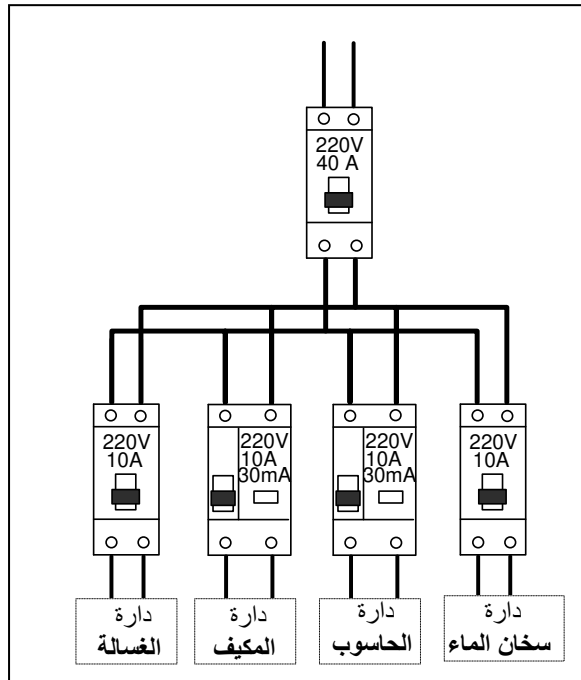 220V
40 A
220V
10A
220V
10A
30mA
220V
10A
30mA
220V
10A
دارة
الغسالة
دارة
المكيف
دارة
الحاسوب
دارة
سخان الماء